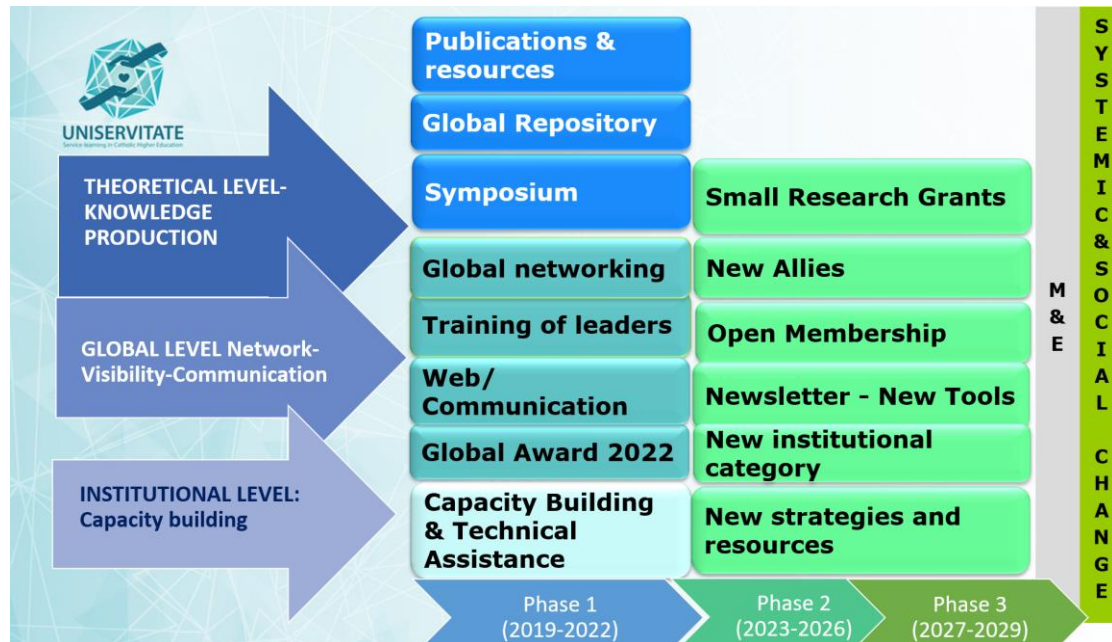 UNISERVITATE
Service-learning in Catholic Higher Education
THEORETICAL LEVEL-
KNOWLEDGE
PRODUCTION
GLOBAL LEVEL Network-
Visibility-Communication
INSTITUTIONAL LEVEL:
Capacity building
Publications &
resources
Global Repository
Symposium
Global networking
Training of leaders
Web/
Communication
Global Award 2022
Capacity Building
& Technical
Assistance
Small Research Grants
New Allies
Open Membership
Newsletter - New Tools
New institutional
category
New strategies and
resources
Phase 1
(2019-2022)
Phase 2
(2023-2026)
Phase 3
(2027-2029)
M&E
SYSTEMIC&SOCIAL CHANGE